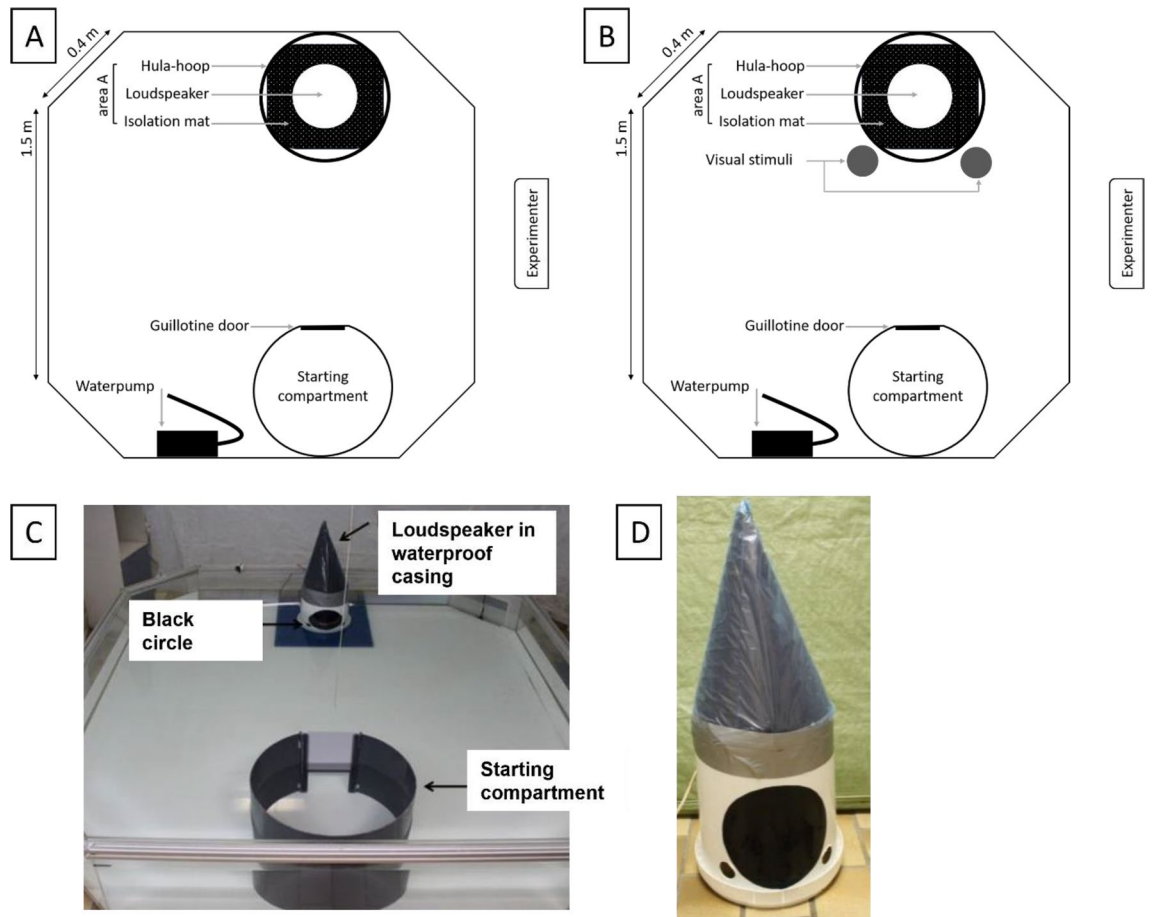 A
0.4 m
1.5 m
area A
Hula-hoop
Loudspeaker
Isolation mat
Experimenter
Guillotine door
Waterpump
Starting
compartment
B
0.4 m
1.5 m
area A
Hula-hoop
Loudspeaker
Isolation mat
Visual stimuli
Experimenter
Guillotine door
Waterpump
Starting
compartment
C
Loudspeaker in
waterproof
casing
Black
circle
Starting
compartment
D